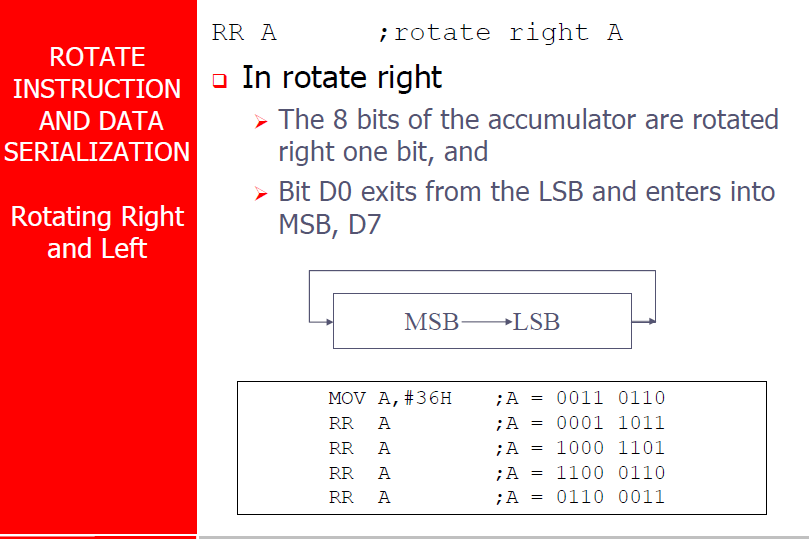 ROTATE
INSTRUCTION
AND DATA
SERIALIZATION
Rotating Right
and Left
RR A ;rotate right A
In rotate right
The 8 bits of the accumulator are rotated
right one bit, and
Bit D0 exits from the LSB and enters into
MSB, D7
MSB LSB
MOV A,#36H ;A = 0011 0110
RR A ;A = 0001 1011
RR A ;A = 1000 1101
RR A ;A = 1100 0110
RR A ;A = 0110 0011